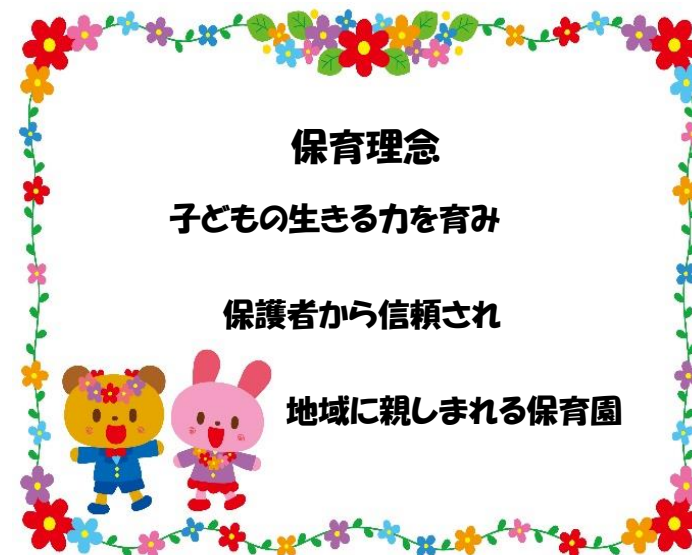 保育理念
子どもの生きる力を育み
保護者から信頼され
地域に親しまれる保育園